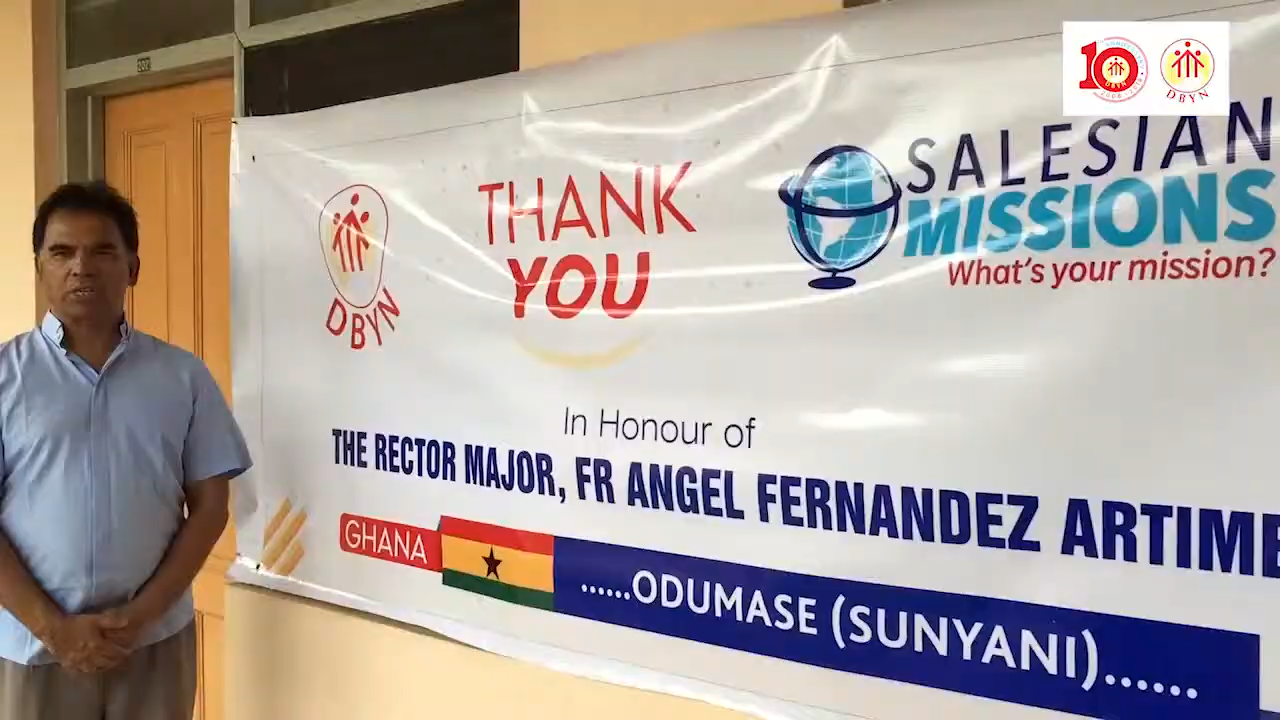 10
DBYN
SALESIAN
MISSIONS
What's your mission?
THANK
YOU
DBYN
In Honour of
THE RECTOR MAJOR, FR ANGEL FERNANDEZ ARTIME
GHANA
......ODUMASE (SUNYANI)......